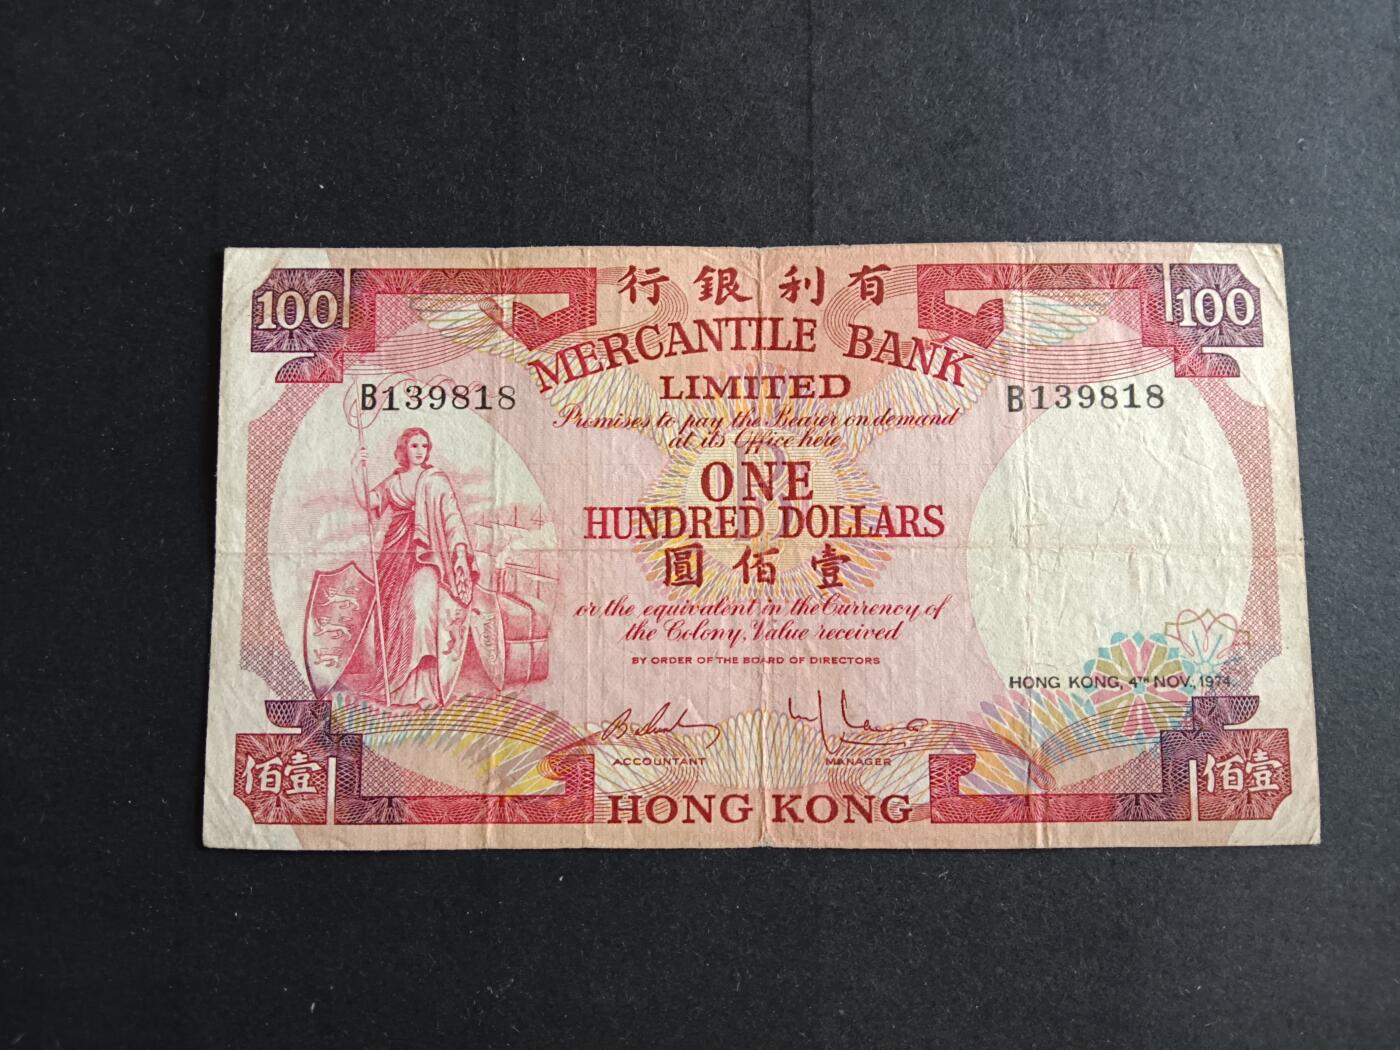 行銀利有
100
100
MERCANTILE BANK
LIMITED
B139818
B139818
Promises to pay the Bearer on demand
at its Office here
ONE
HUNDRED DOLLARS
圓佰壹
or the equivalent in the Currency of
the Colony, Value received
BY ORDER OF THE BOARD OF DIRECTORS
HONG KONG, 4TH NOV., 1974.
ACCOUNTANT
MANAGER
佰壹
佰壹
HONG KONG